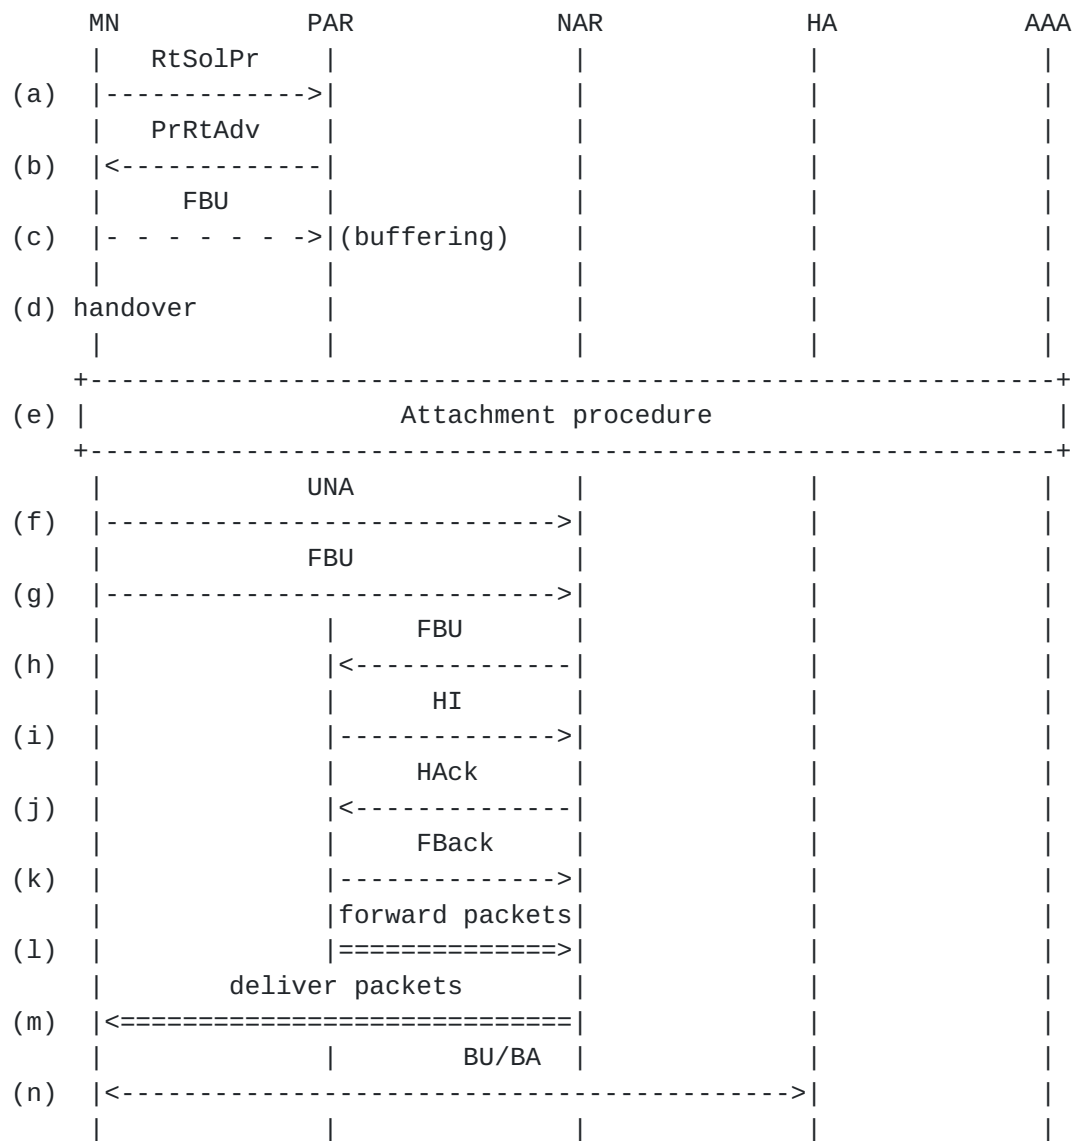 MN PAR NAR HA AAA
| RtSolPr | | | |
(a) |------------->| | | |
| PrRtAdv | | | |
(b) |<-------------| | | |
| FBU | | | |
(c) |- - - - - - ->|(buffering) | | |
| | | | |
(d) handover | | | |
| | | | |
+--------------------------------------------------------------+
(e) | Attachment procedure |
+--------------------------------------------------------------+
| UNA | | |
(f) |----------------------------->| | |
| FBU | | |
(g) |----------------------------->| | |
| | FBU | | |
(h) | |<--------------| | |
| | HI | | |
(i) | |-------------->| | |
| | HAck | | |
(j) | |<--------------| | |
| | FBack | | |
(k) | |-------------->| | |
| |forward packets| | |
(l) | |==============>| | |
| deliver packets | | |
(m) |<=============================| | |
| | BU/BA | | |
(n) |<------------------------------------------->| |
| | | | |